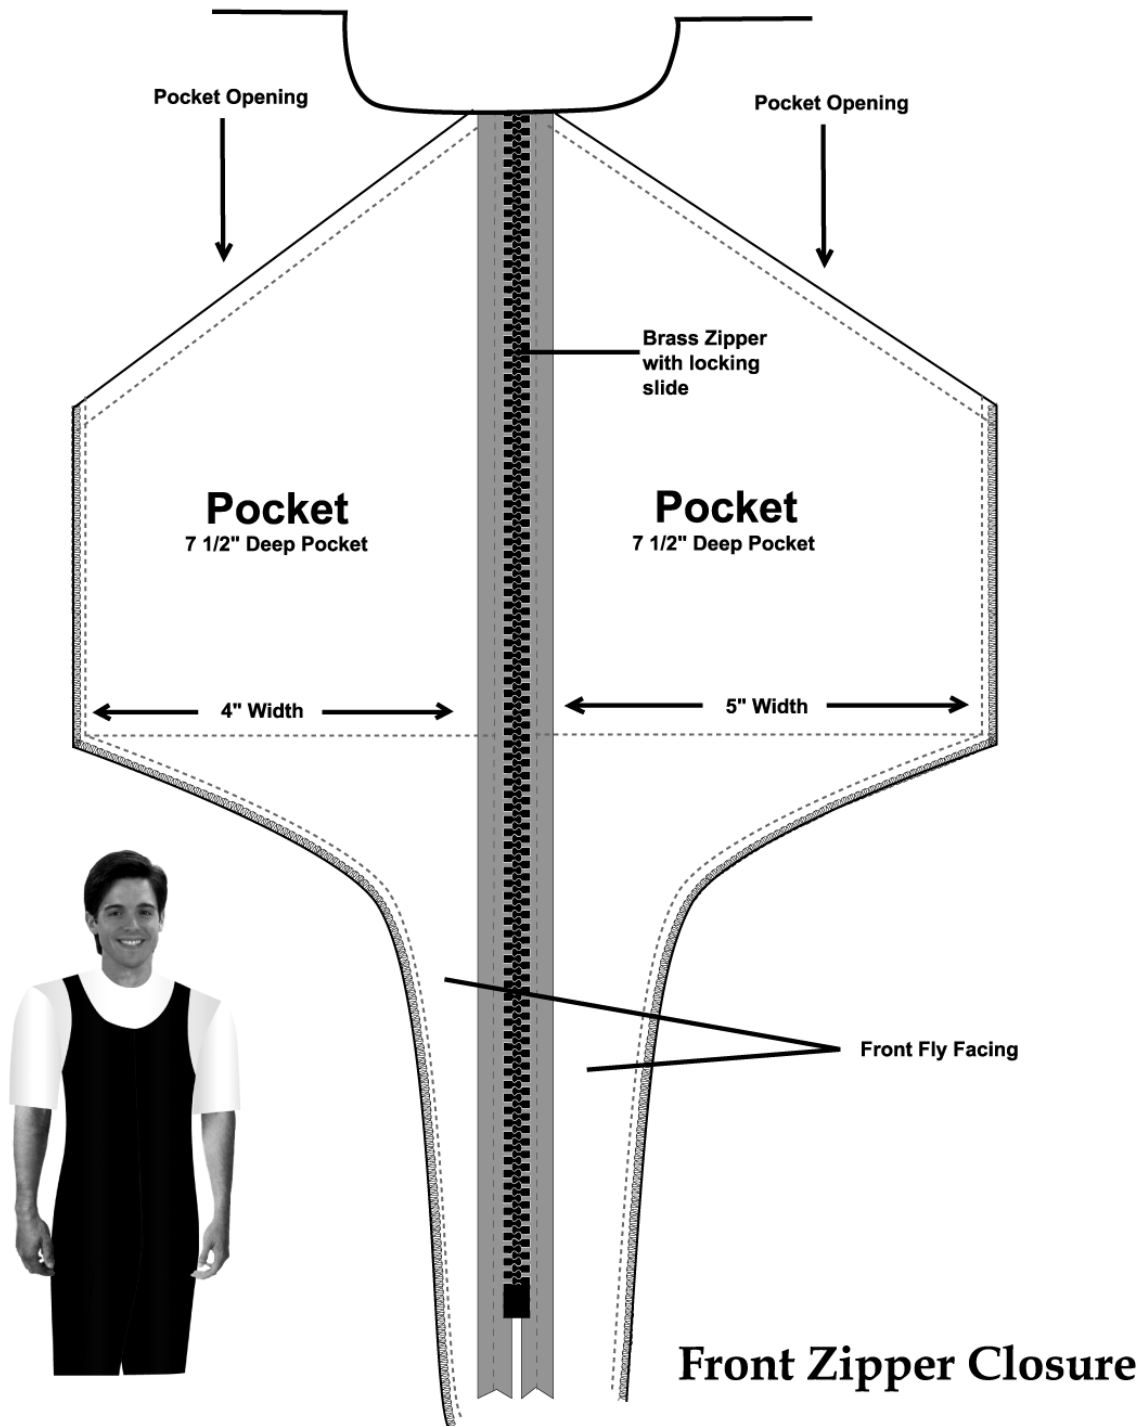 Pocket Opening
Pocket Opening
Brass Zipper
with locking
slide
Pocket
7 1/2" Deep Pocket
Pocket
7 1/2" Deep Pocket
4" Width
5" Width
Front Fly Facing
Front Zipper Closure